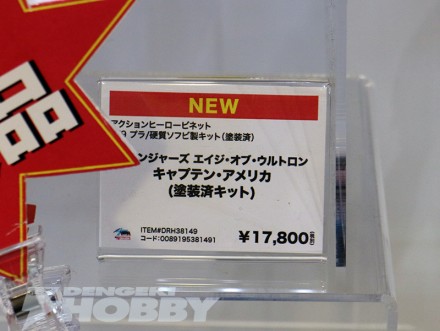 品
NEW
アクションヒーロービネット
プラ/硬質ソフビ製キット(塗装済)
ンジャーズ エイジ・オブ・ウルトロン
キャプテン・アメリカ
(塗装済キット)
ITEM#DRH38149
コード:0089195381491
¥17,800
DENGEKI
HOBBY